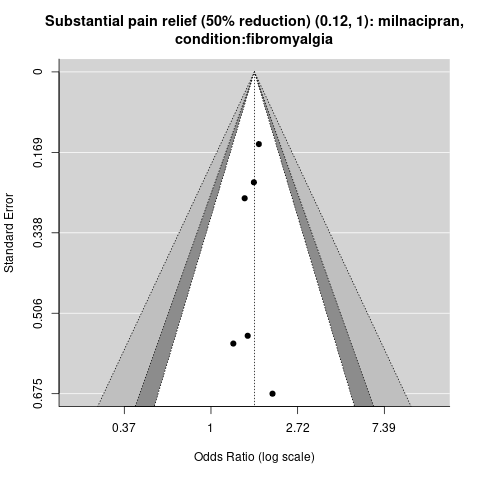 Substantial pain relief (50% reduction) (0.12, 1): milnacipran,
condition:fibromyalgia
Standard Error
0
0.169
0.338
0.506
0.675
0.37
1
2.72
7.39
Odds Ratio (log scale)